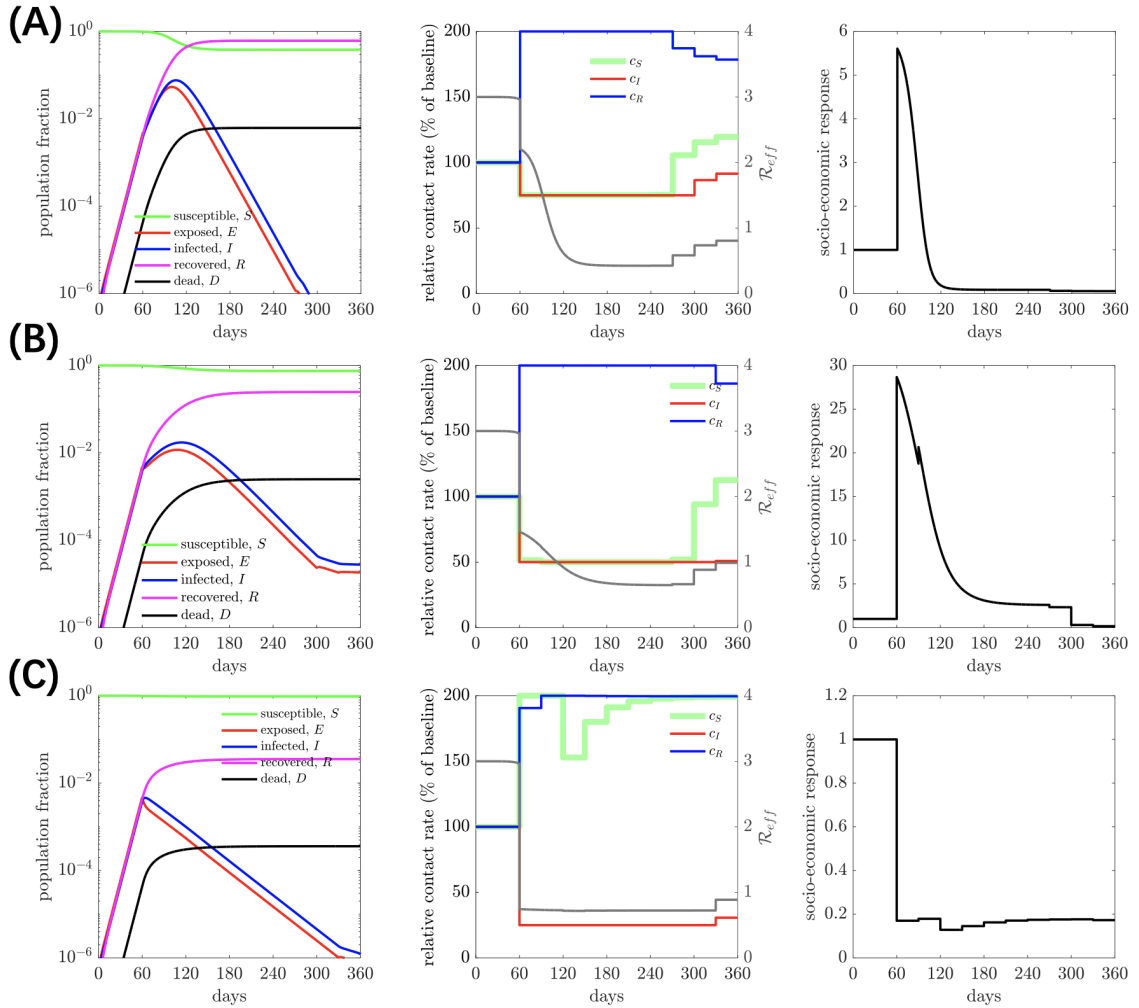 (A)
population fraction
10^0
10^-2
10^-4
10^-6
susceptible, S
exposed, E
infected, I
recovered, R
dead, D
0 60 120 180 240 300 360
days
relative contact rate (% of baseline)
200
150
100
50
0
c_S
c_I
c_R
4
3
2
1
0
R_eff
0 60 120 180 240 300 360
days
socio-economic response
6
5
4
3
2
1
0
0 60 120 180 240 300 360
days
(B)
population fraction
10^0
10^-2
10^-4
10^-6
susceptible, S
exposed, E
infected, I
recovered, R
dead, D
0 60 120 180 240 300 360
days
relative contact rate (% of baseline)
200
150
100
50
0
c_S
c_I
c_R
4
3
2
1
0
R_eff
0 60 120 180 240 300 360
days
socio-economic response
30
25
20
15
10
5
0
0 60 120 180 240 300 360
days
(C)
population fraction
10^0
10^-2
10^-4
10^-6
susceptible, S
exposed, E
infected, I
recovered, R
dead, D
0 60 120 180 240 300 360
days
relative contact rate (% of baseline)
200
150
100
50
0
c_S
c_I
c_R
4
3
2
1
0
R_eff
0 60 120 180 240 300 360
days
socio-economic response
1.2
1
0.8
0.6
0.4
0.2
0
0 60 120 180 240 300 360
days